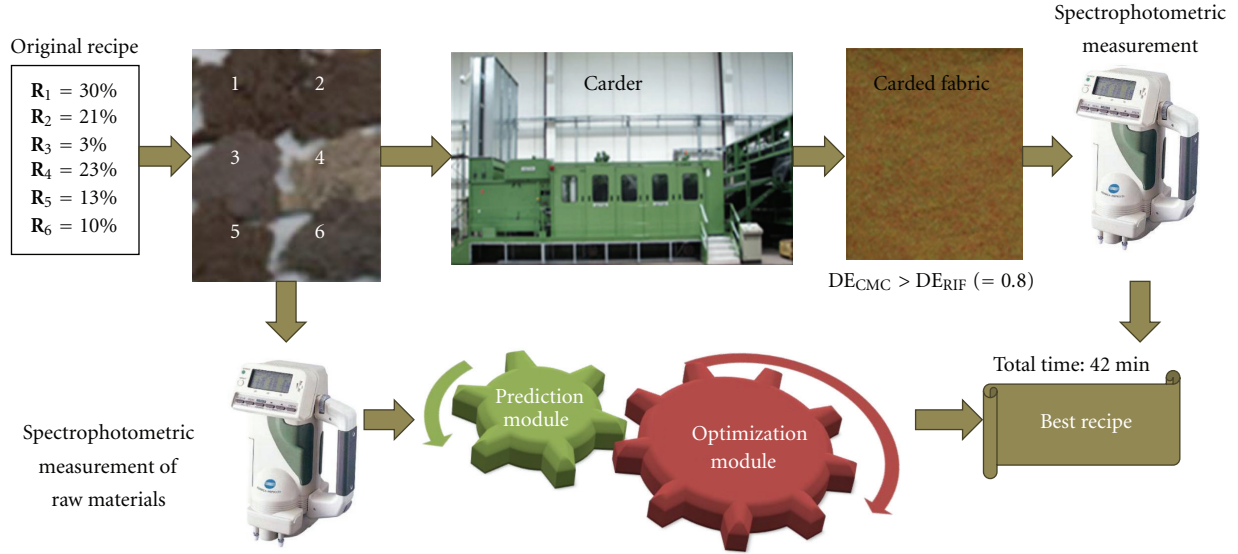 Original recipe
R1 = 30%
R2 = 21%
R3 = 3%
R4 = 23%
R5 = 13%
R6 = 10%
1 2
3 4
5 6
Carder
Carded fabric
DECMC > DERIF (= 0.8)
Spectrophotometric
measurement
Spectrophotometric
measurement of
raw materials
Prediction
module
Optimization
module
Total time: 42 min
Best recipe